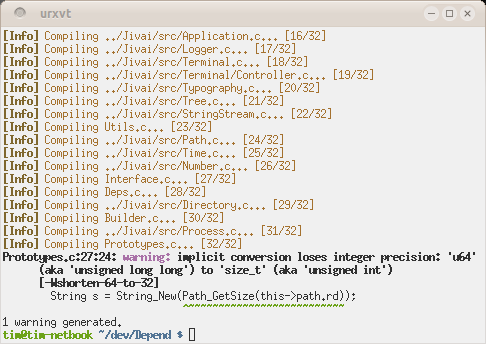 urxvt
[Info] Compiling ../Jivai/src/Application.c... [16/32]
[Info] Compiling ../Jivai/src/Logger.c... [17/32]
[Info] Compiling ../Jivai/src/Terminal.c... [18/32]
[Info] Compiling ../Jivai/src/Terminal/Controller.c... [19/32]
[Info] Compiling ../Jivai/src/Typography.c... [20/32]
[Info] Compiling ../Jivai/src/Tree.c... [21/32]
[Info] Compiling ../Jivai/src/StringStream.c... [22/32]
[Info] Compiling Utils.c... [23/32]
[Info] Compiling ../Jivai/src/Path.c... [24/32]
[Info] Compiling ../Jivai/src/Time.c... [25/32]
[Info] Compiling ../Jivai/src/Number.c... [26/32]
[Info] Compiling Interface.c... [27/32]
[Info] Compiling Deps.c... [28/32]
[Info] Compiling ../Jivai/src/Directory.c... [29/32]
[Info] Compiling Builder.c... [30/32]
[Info] Compiling ../Jivai/src/Process.c... [31/32]
[Info] Compiling Prototypes.c... [32/32]
Prototypes.c:27:24: warning: implicit conversion loses integer precision: 'u64'
(aka 'unsigned long long') to 'size_t' (aka 'unsigned int')
[-Wshorten-64-to-32]
String s = String_New(Path_GetSize(this->path.rd));
^~~~~~~~~~~~~~~~~~~~~~~~~~
1 warning generated.
tim@tim-netbook ~/dev/Depend $